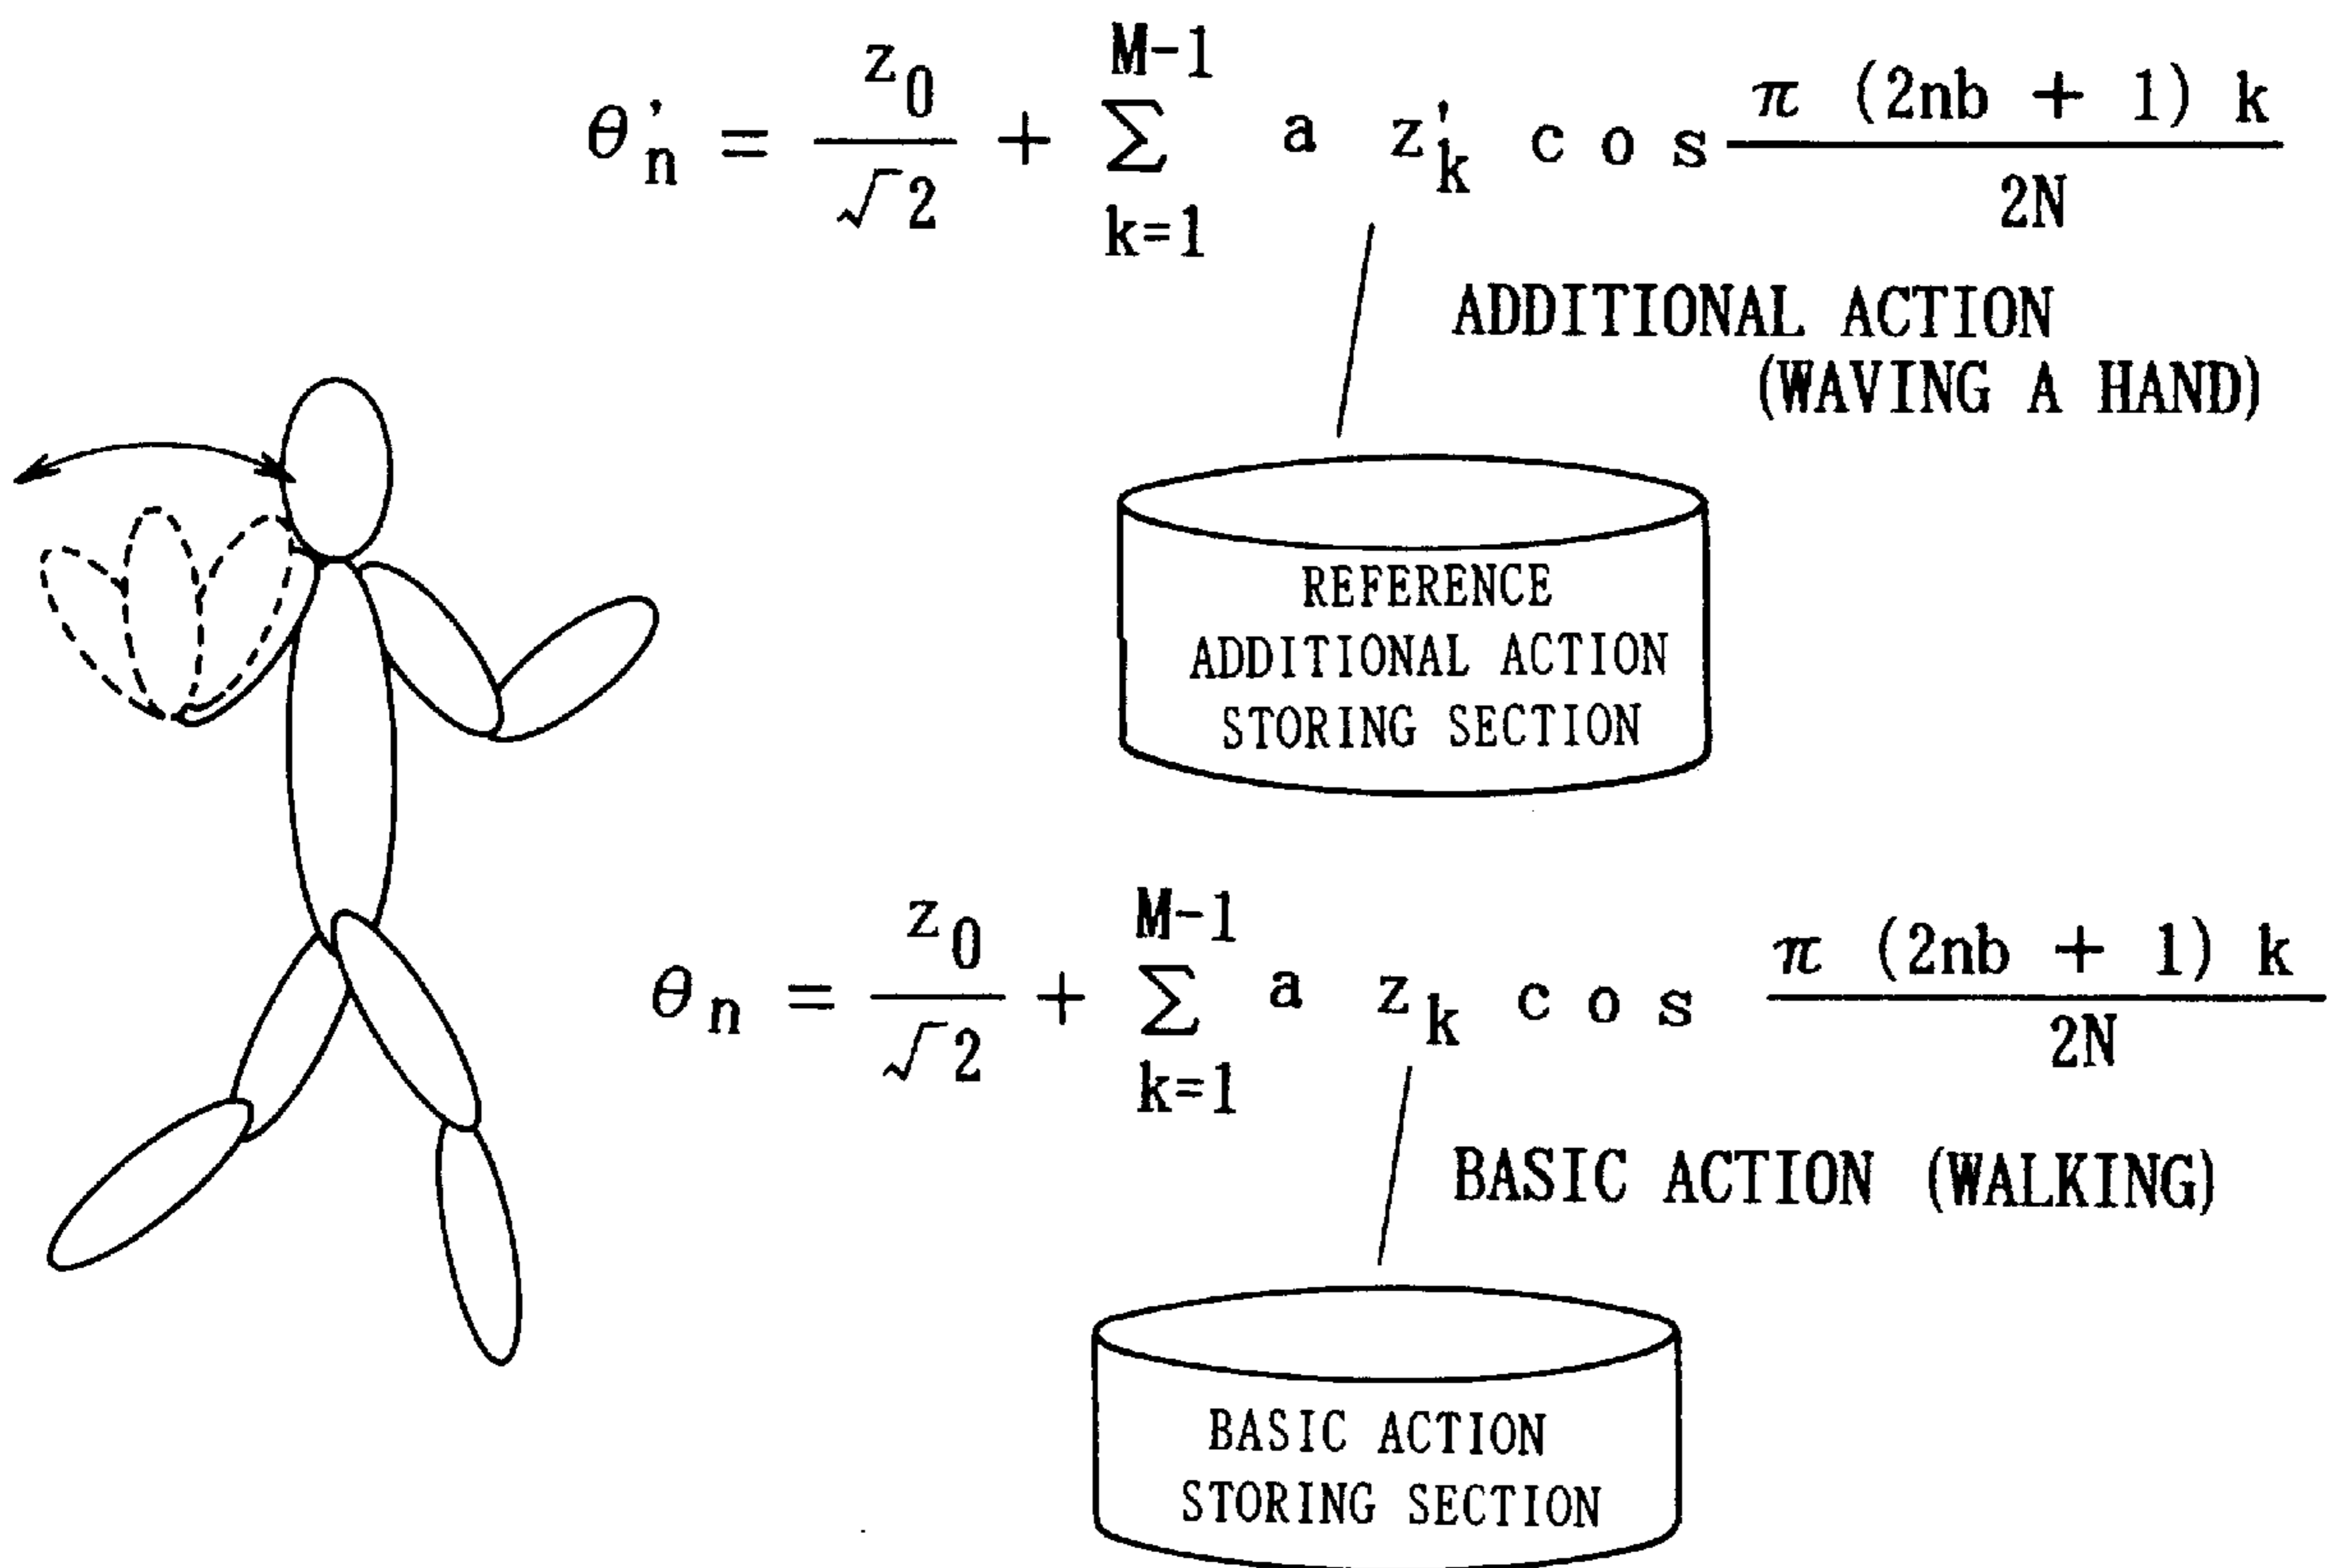 θ'n = z0/√2 + Σ(k=1 to M-1) a z'k cos π (2nb + 1) k / 2N
ADDITIONAL ACTION
(WAVING A HAND)
REFERENCE
ADDITIONAL ACTION
STORING SECTION
θn = z0/√2 + Σ(k=1 to M-1) a zk cos π (2nb + 1) k / 2N
BASIC ACTION (WALKING)
BASIC ACTION
STORING SECTION